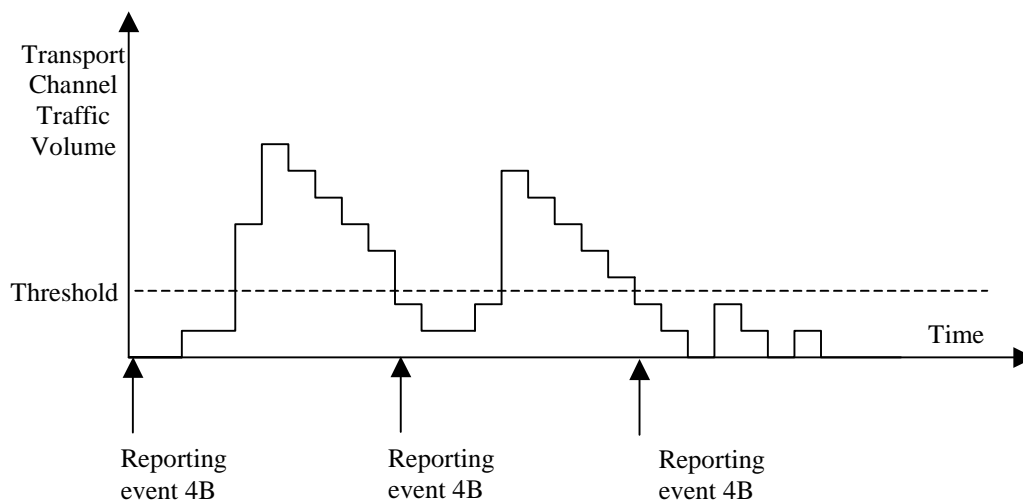 Transport
Channel
Traffic
Volume
Threshold
Time
Reporting
event 4B
Reporting
event 4B
Reporting
event 4B